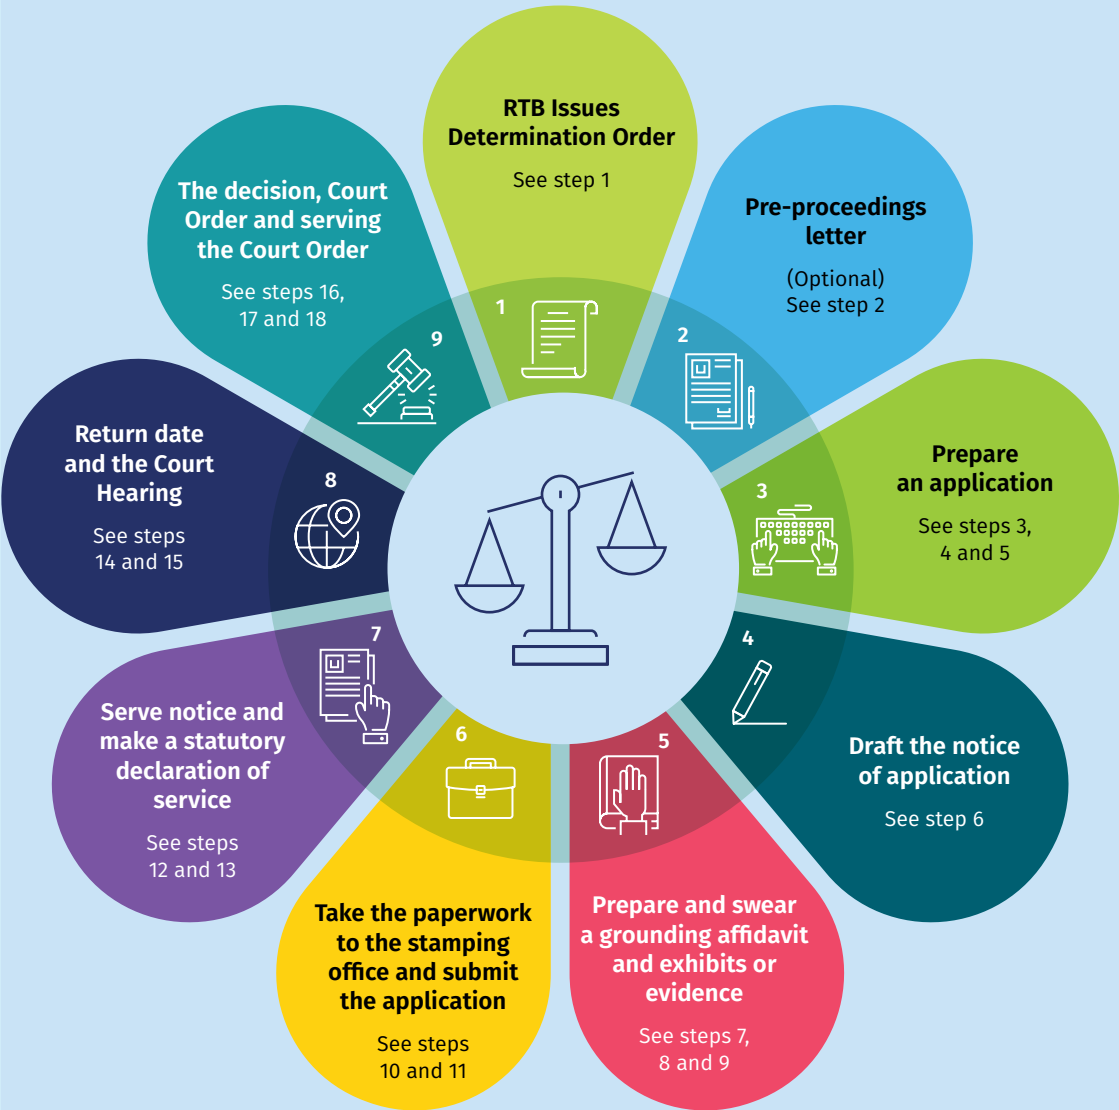 1
RTB Issues
Determination Order
See step 1
2
Pre-proceedings
letter
(Optional)
See step 2
3
Prepare
an application
See steps 3,
4 and 5
4
Draft the notice
of application
See step 6
5
Prepare and swear
a grounding affidavit
and exhibits or
evidence
See steps 7,
8 and 9
6
Take the paperwork
to the stamping
office and submit
the application
See steps
10 and 11
7
Serve notice and
make a statutory
declaration of
service
See steps
12 and 13
8
Return date
and the Court
Hearing
See steps
14 and 15
9
The decision, Court
Order and serving
the Court Order
See steps 16,
17 and 18